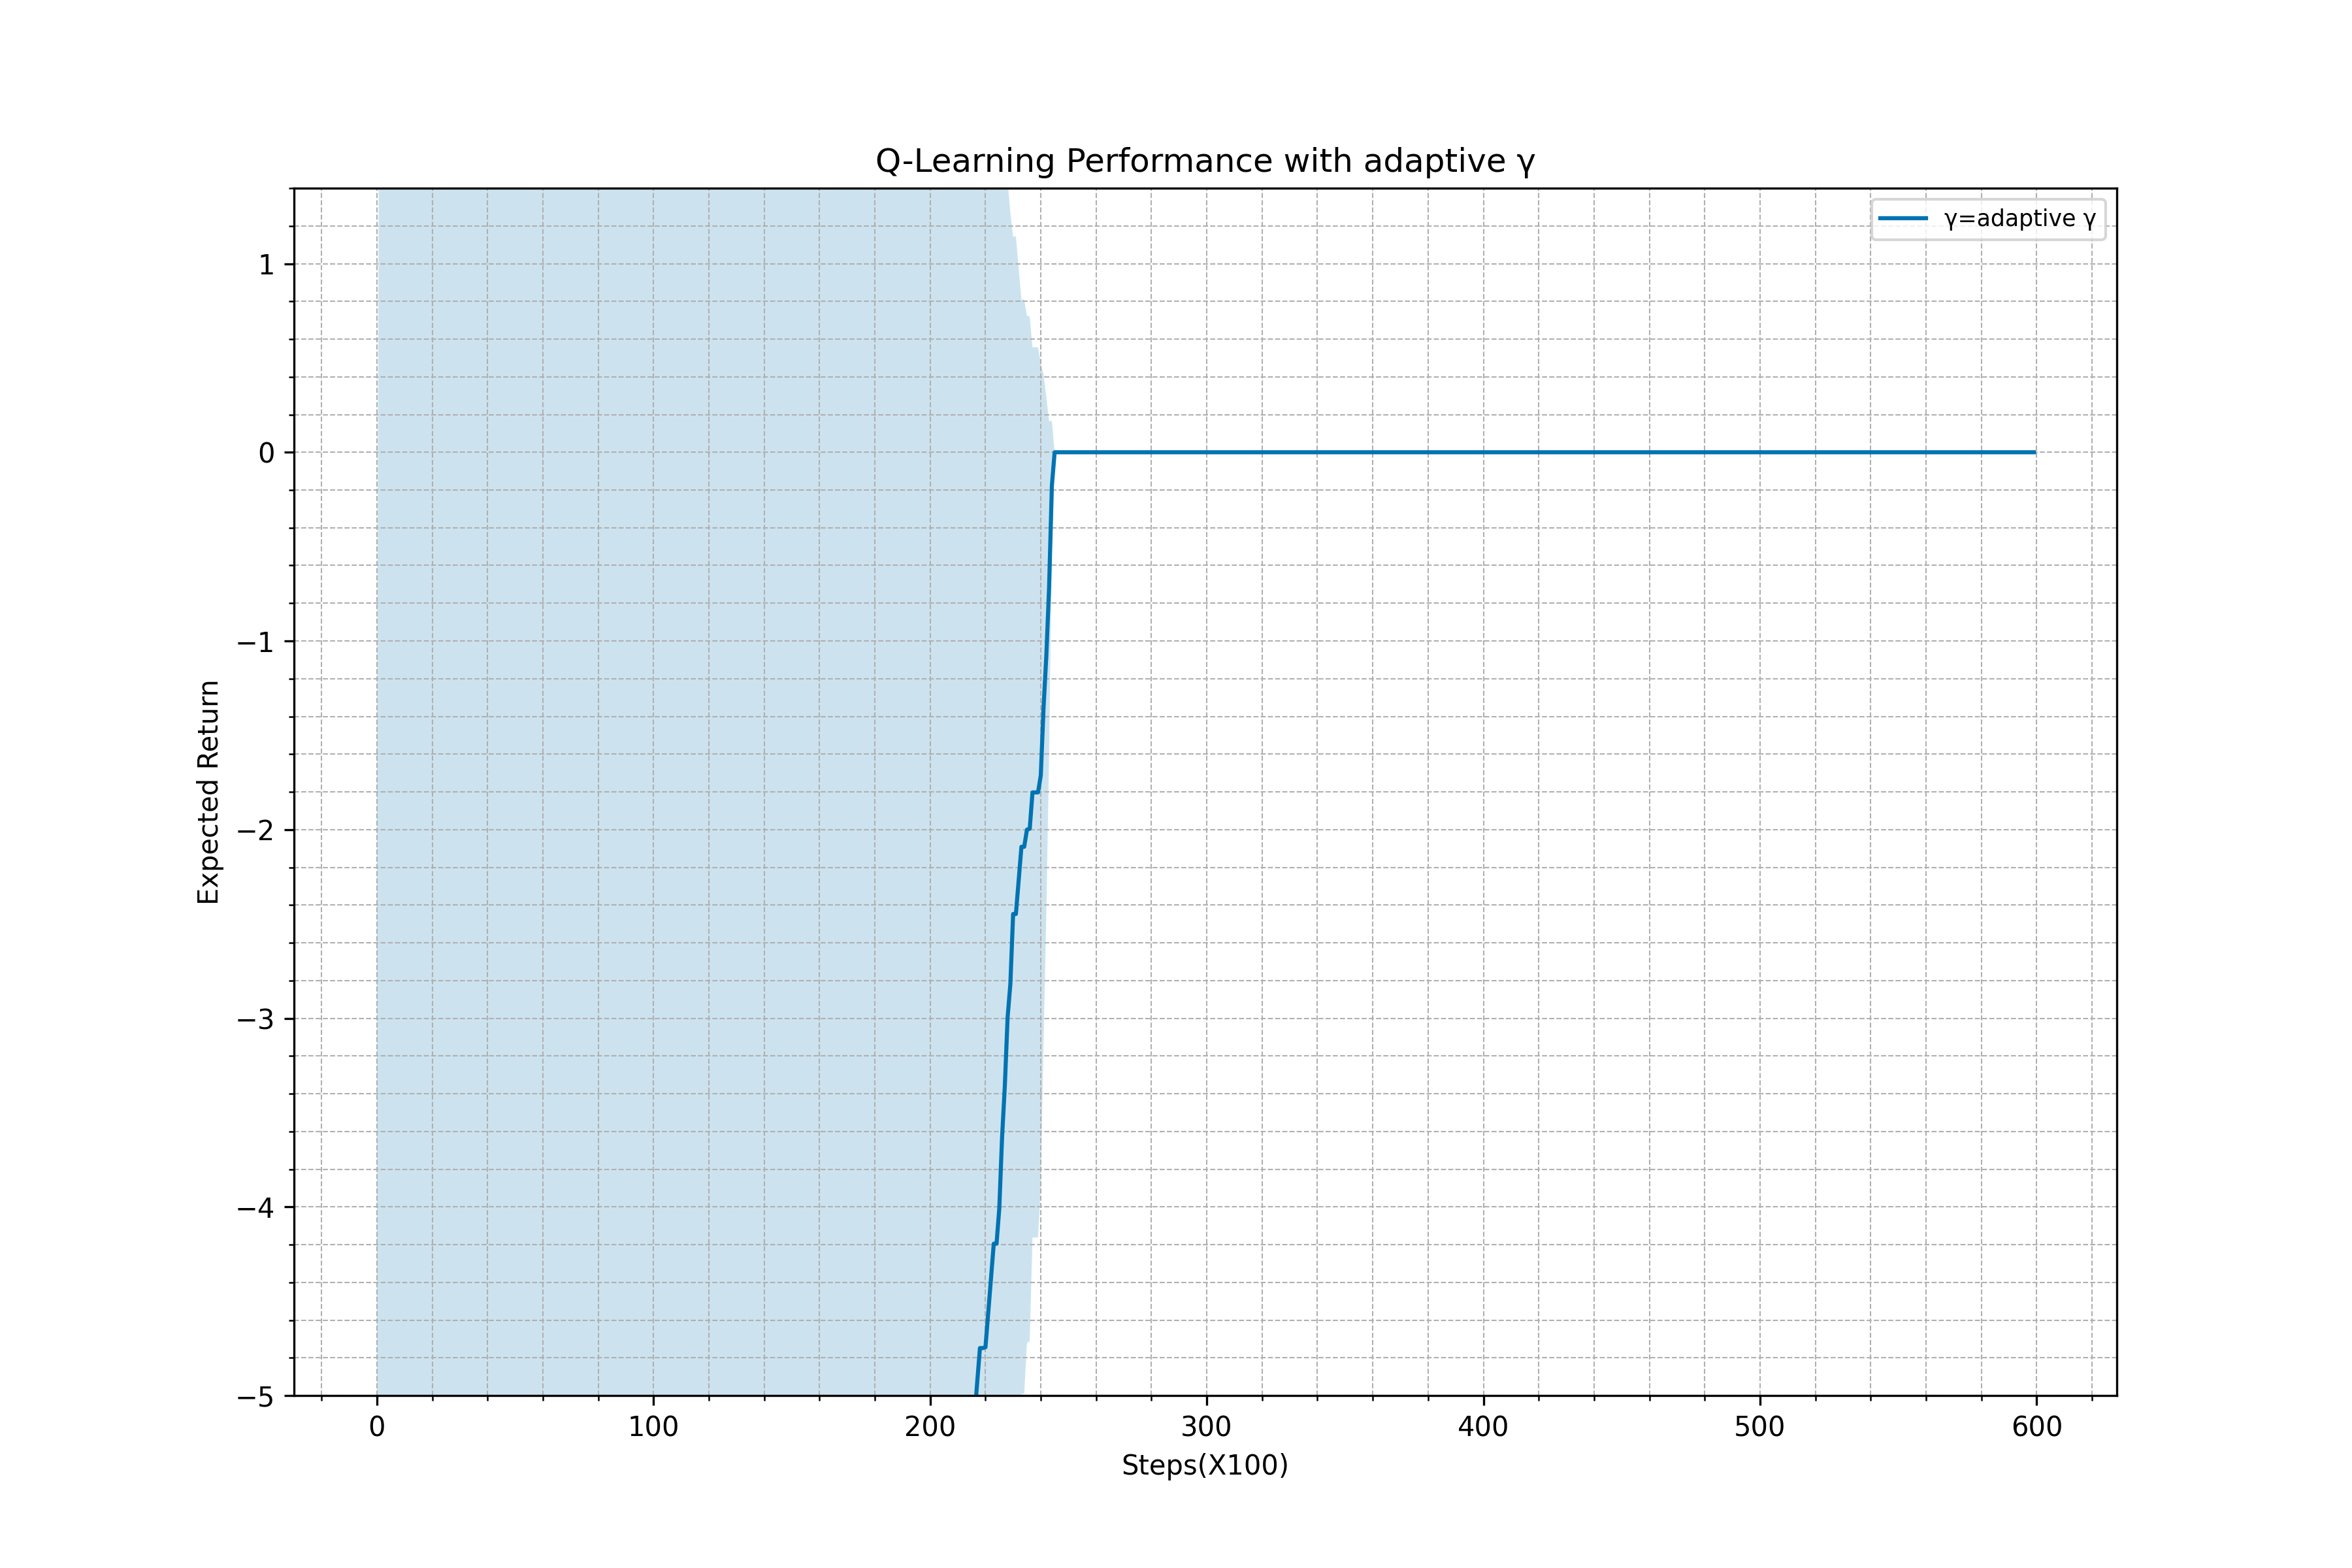 Q-Learning Performance with adaptive γ
γ=adaptive γ
Expected Return
1
0
−1
−2
−3
−4
−5
0 100 200 300 400 500 600
Steps(X100)